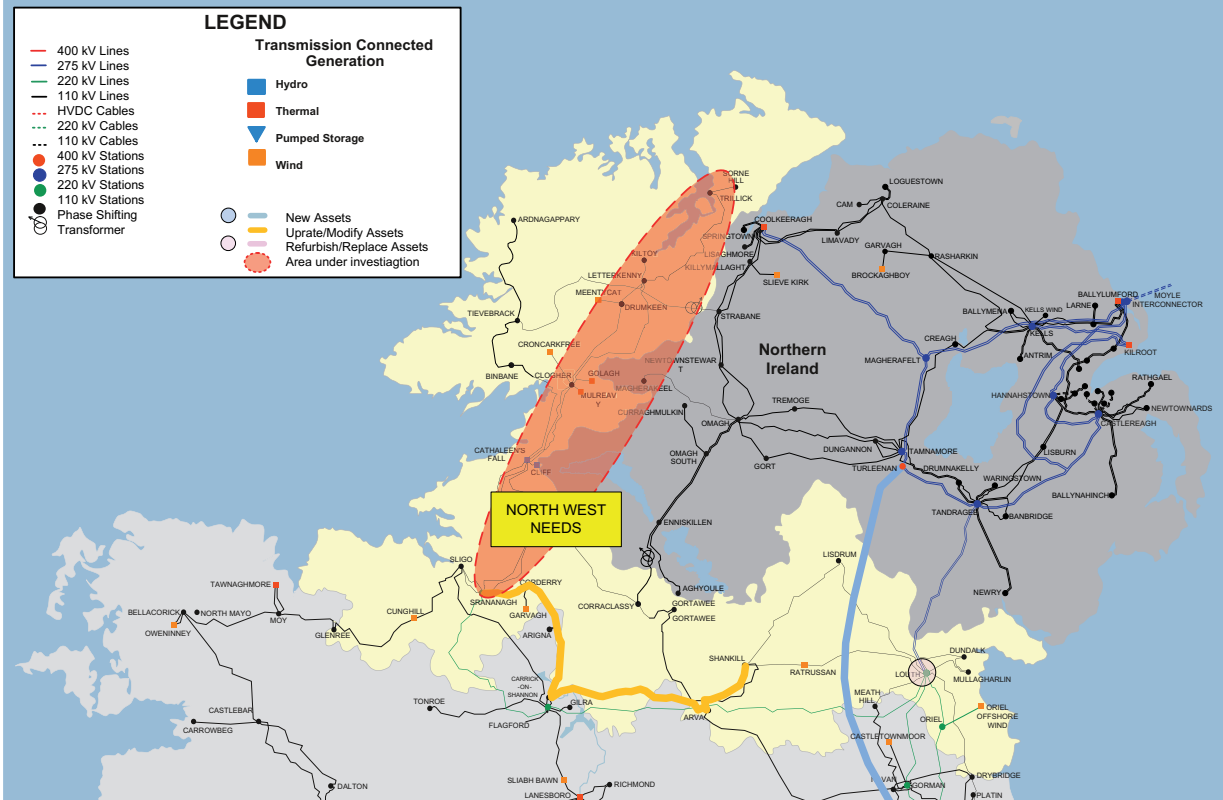 LEGEND
400 kV Lines
275 kV Lines
220 kV Lines
110 kV Lines
HVDC Cables
220 kV Cables
110 kV Cables
400 kV Stations
275 kV Stations
220 kV Stations
110 kV Stations
Phase Shifting
Transformer
Transmission Connected
Generation
Hydro
Thermal
Pumped Storage
Wind
New Assets
Uprate/Modify Assets
Refurbish/Replace Assets
Area under investiagtion
SORNE
HILL
TRILLICK
LOGUESTOWN
CAM
COLERAINE
ARDNAGAPPARY
COOLKEERAGH
SPRINGTOWN
LIMAVADY
LISAGHMORE
GARVAGH
KILTOY
RASHARKIN
KILLYMALLAGHT
BROCKAGHBOY
LETTERKENNY
SLIEVE KIRK
MEENTYCAT
DRUMKEEN
BALLYLUMFORD
MOYLE
INTERCONNECTOR
LARNE
TIEVEBRACK
STRABANE
BALLYMENA
KELLS WIND
KELLS
CREAGH
CRONCARKFREE
Northern
Ireland
KILROOT
ANTRIM
MAGHERAFELT
NEWTOWNSTEWAR
T
BINBANE
CLOGHER
GOLAGH
MAGHERAKEEL
RATHGAEL
MULREAV
Y
HANNAHSTOWN
CURRAGHMULKIN
TREMOGE
NEWTOWNARDS
OMAGH
CASTLEREAGH
CATHALEEN'S
FALL
DUNGANNON
TAMNAMORE
LISBURN
OMAGH
SOUTH
GORT
TURLEENAN
DRUMNAKELLY
CLIFF
WARINGSTOWN
BALLYNAHINCH
NORTH WEST
NEEDS
TANDRAGEE
BANBRIDGE
ENNISKILLEN
LISDRUM
SLIGO
TAWNAGHMORE
CORDERRY
AGHYOULE
NEWRY
SRANANAGH
CORRACLASSY
GORTAWEE
GORTAWEE
BELLACORICK
NORTH MAYO
MOY
CUNGHILL
GARVAGH
OWENINNEY
GLENREE
ARIGNA
SHANKILL
RATRUSSAN
DUNDALK
LOUTH
MULLAGHARLIN
CARRICK
-ON-
SHANNON
MEATH
HILL
TONROE
GILRA
CASTLEBAR
FLAGFORD
ARVA
ORIEL
ORIEL
OFFSHORE
WIND
CARROWBEG
CASTLETOWNMOOR
SLIABH BAWN
RICHMOND
VAN
GORMAN
DRYBRIDGE
DALTON
LANESBORO
PLATIN